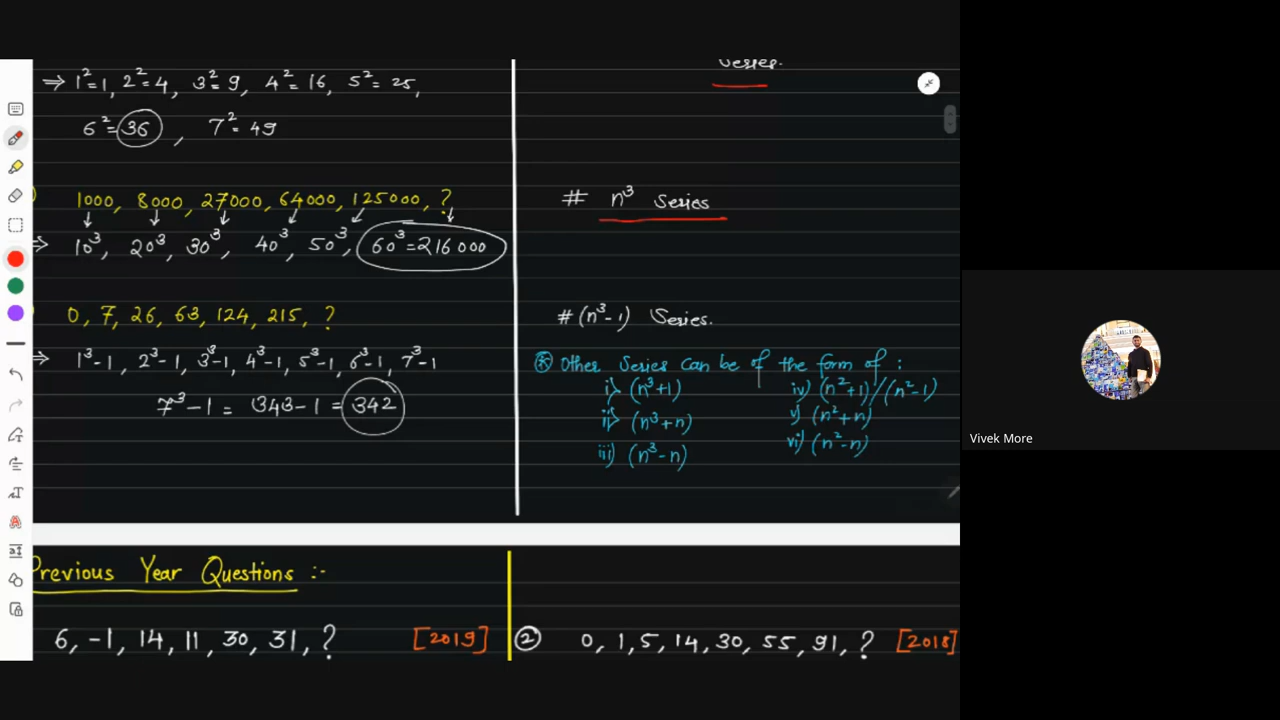 ⇒ 1²=1, 2²=4, 3²=9, 4²=16, 5²=25,
6²=36, 7²=49
1000, 8000, 27000, 64000, 125000, ?
⇒ 10³, 20³, 30³, 40³, 50³, 60³=216000
0, 7, 26, 63, 124, 215, ?
⇒ 1³-1, 2³-1, 3³-1, 4³-1, 5³-1, 6³-1, 7³-1
7³-1 = 343-1 = 342
Series.
# n³ Series
# (n³-1) Series.
⊛ Other Series can be of the form of :
i) (n³+1) iv) (n²+1)/(n²-1)
ii) (n³+n) v) (n²+n)
iii) (n³-n) vi) (n²-n)
Previous Year Questions :-
6, -1, 14, 11, 30, 31, ? [2019]
② 0, 1, 5, 14, 30, 55, 91, ? [2018]
Vivek More